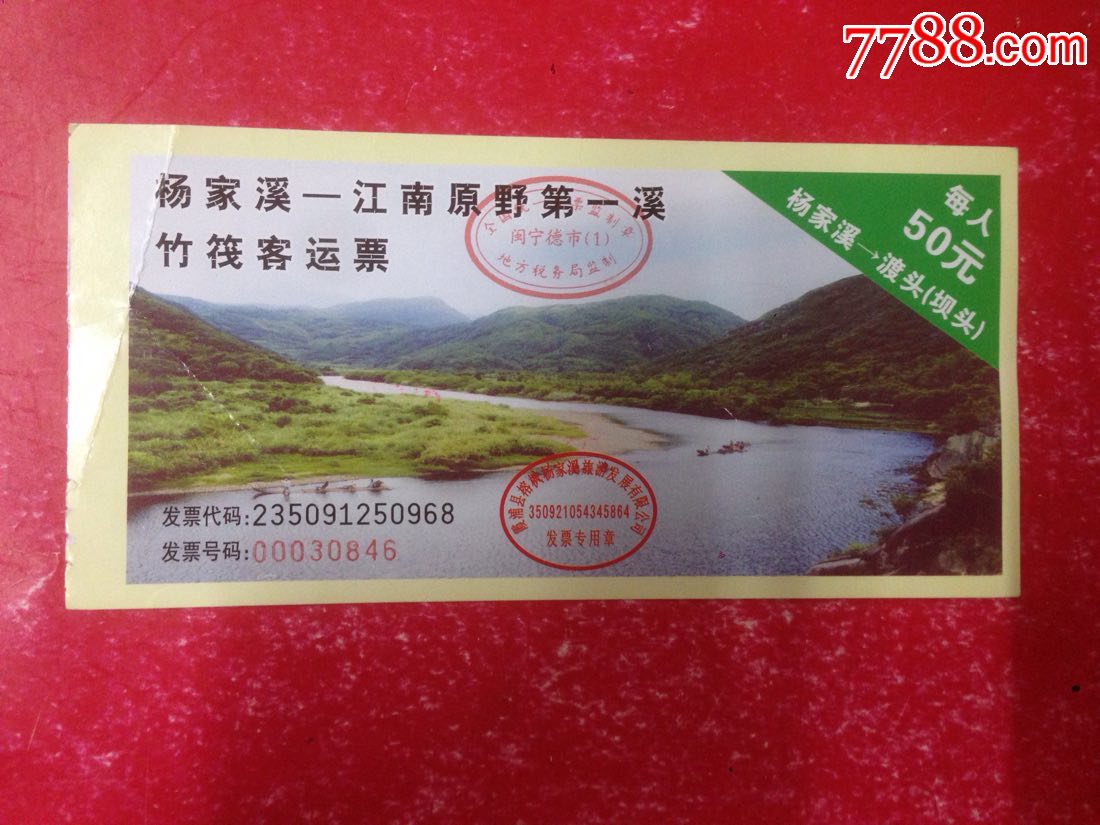 7788.com
杨家溪—江南原野第一溪
竹筏客运票
每人
50元
杨家溪→渡头(坝头)
闽宁德市(1)
地方税务局监制
发票代码:235091250968
发票号码:00030846
350921054345864
发票专用章